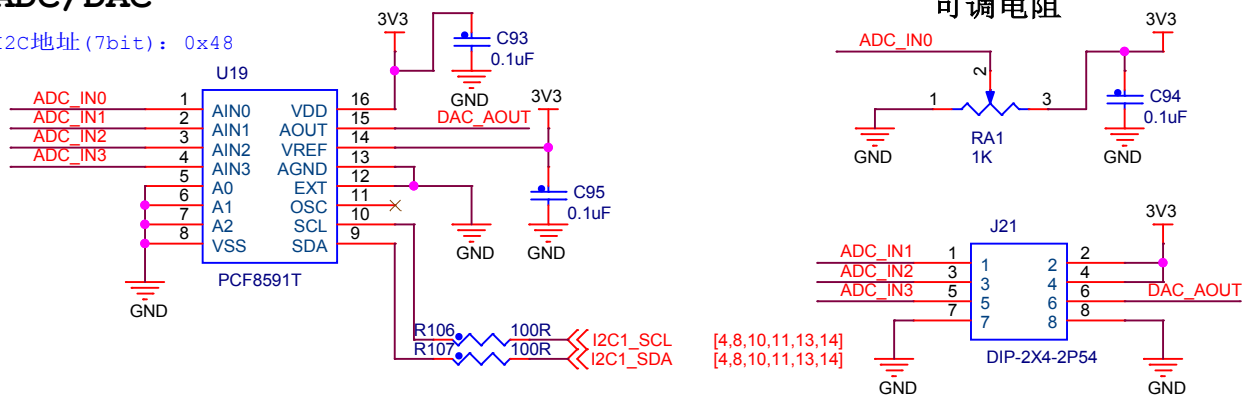 ADC/DAC
I2C地址(7bit): 0x48
U19
ADC_IN0 1 AIN0
ADC_IN1 2 AIN1
ADC_IN2 3 AIN2
ADC_IN3 4 AIN3
5 A0
6 A1
7 A2
8 VSS
VDD 16
AOUT 15 DAC_AOUT
VREF 14
AGND 13
EXT 12
OSC 11
SCL 10
SDA 9
PCF8591T
GND
3V3
C93
0.1uF
GND
3V3
C95
0.1uF
GND
GND
R106 100R I2C1_SCL [4,8,10,11,13,14]
R107 100R I2C1_SDA [4,8,10,11,13,14]
可调电阻
ADC_IN0
3V3
2
1 3
RA1
1K
GND
C94
0.1uF
GND
3V3
J21
ADC_IN1 1 1 2 2
ADC_IN2 3 3 4 4
ADC_IN3 5 5 6 6 DAC_AOUT
7 7 8 8
DIP-2X4-2P54
GND
GND